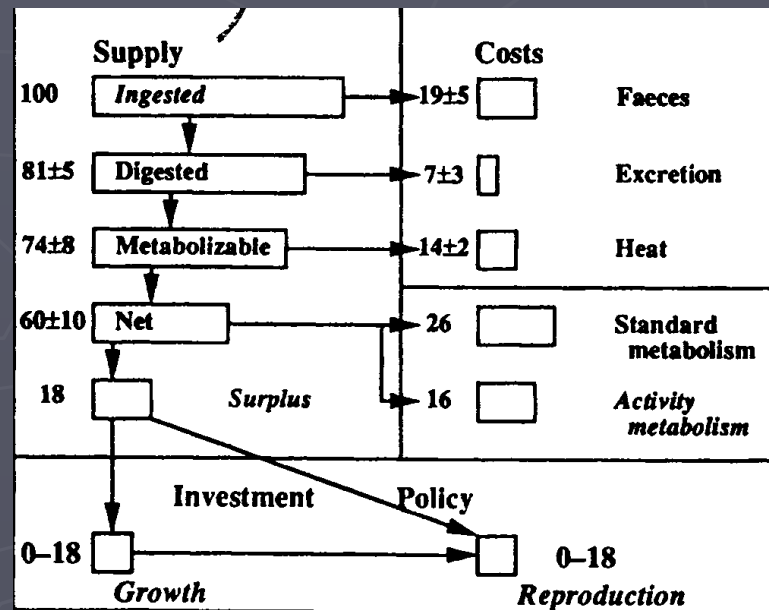 Supply Costs
100 Ingested 19±5 Faeces
81±5 Digested 7±3 Excretion
74±8 Metabolizable 14±2 Heat
60±10 Net 26 Standard
metabolism
18 Surplus 16 Activity
metabolism
Investment Policy
0–18 0–18
Growth Reproduction